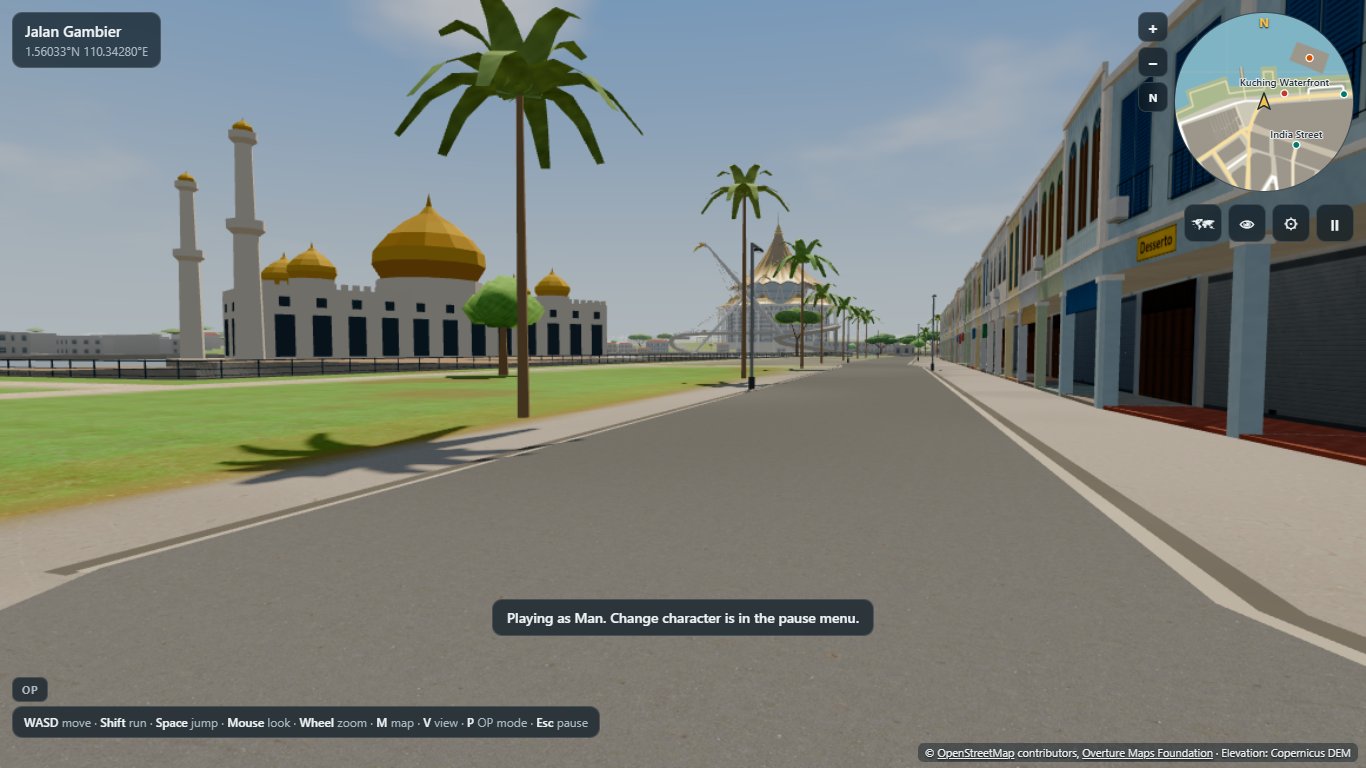 Jalan Gambier
1.56033°N 110.34280°E
+
−
N
N
Kuching Waterfront
India Street
Desserto
Playing as Man. Change character is in the pause menu.
OP
WASD move · Shift run · Space jump · Mouse look · Wheel zoom · M map · V view · P OP mode · Esc pause
© OpenStreetMap contributors, Overture Maps Foundation · Elevation: Copernicus DEM